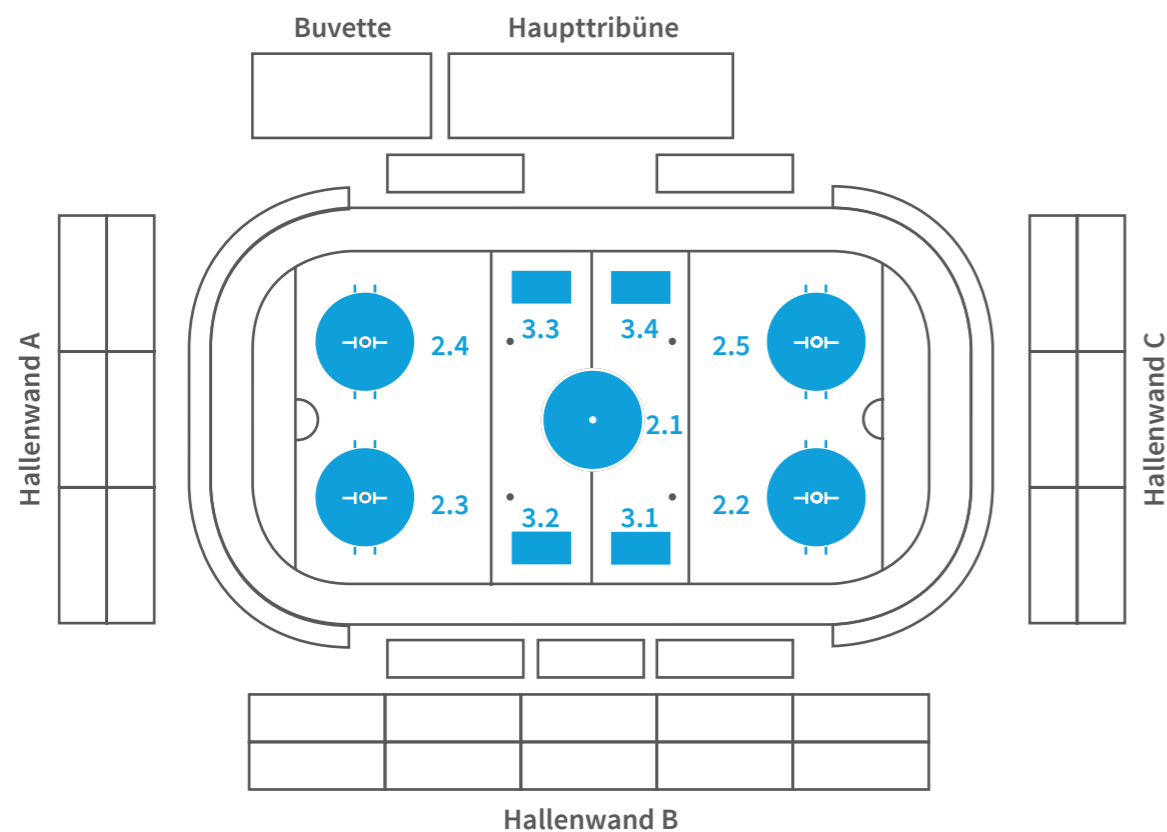 Buvette
Haupttribüne
3.3
3.4
2.4
2.5
Hallenwand A
Hallenwand C
2.1
2.3
3.2
3.1
2.2
Hallenwand B